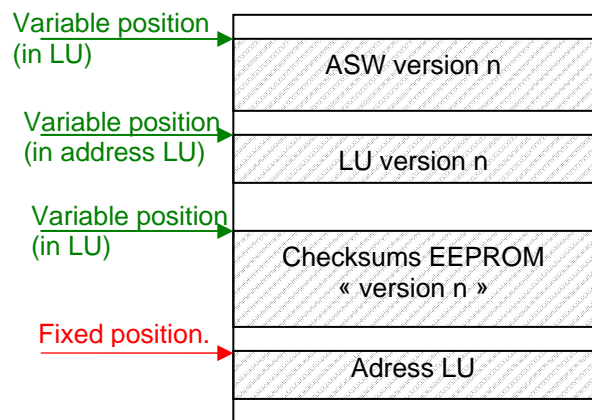 Variable position
(in LU)
ASW version n
Variable position
(in address LU)
LU version n
Variable position
(in LU)
Checksums EEPROM
« version n »
Fixed position.
Adress LU